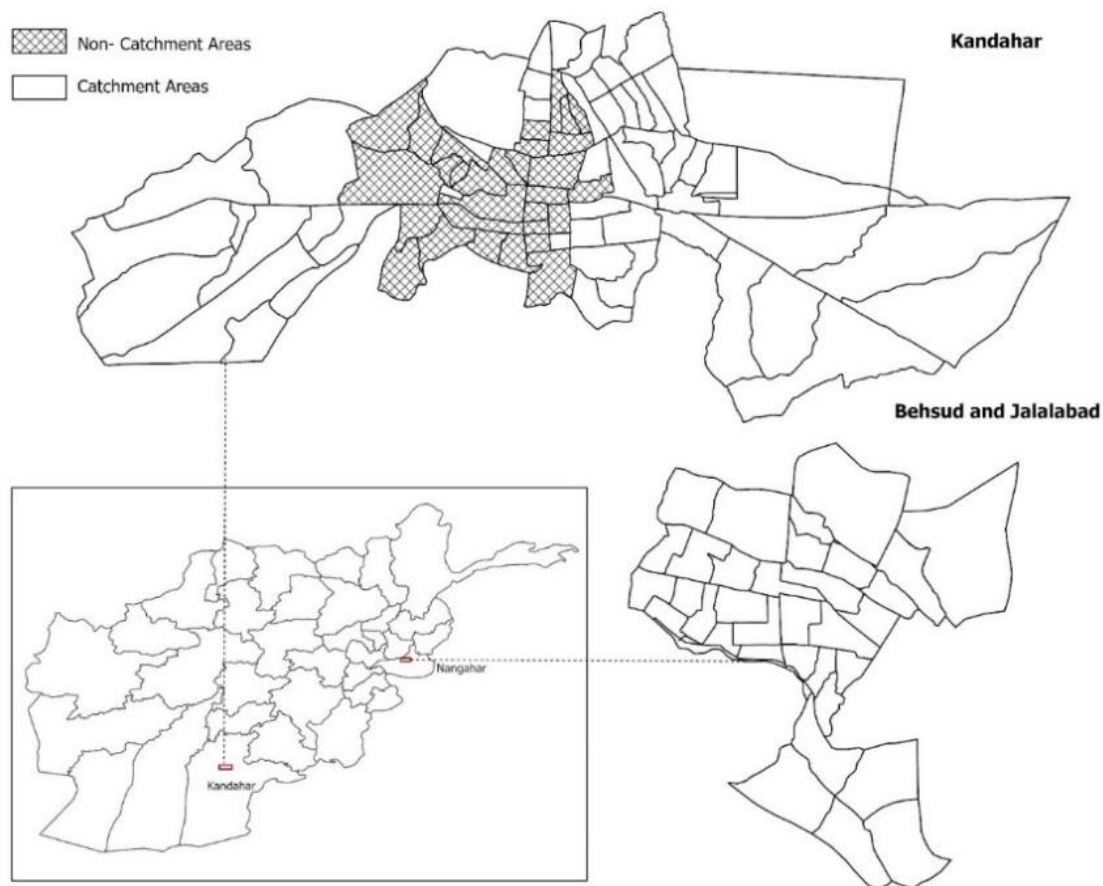 Non- Catchment Areas
Kandahar
Catchment Areas
Behsud and Jalalabad
Nangahar
Kandahar